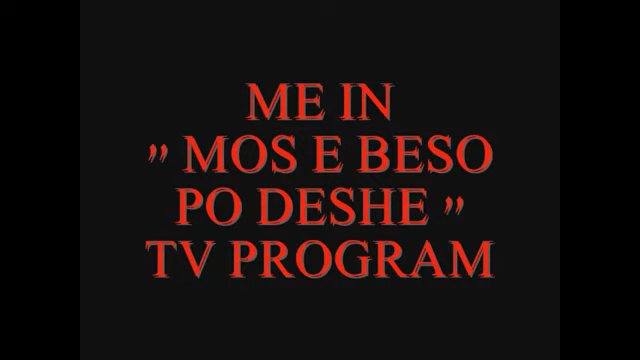 ME IN
" MOS E BESO
PO DESHE "
TV PROGRAM